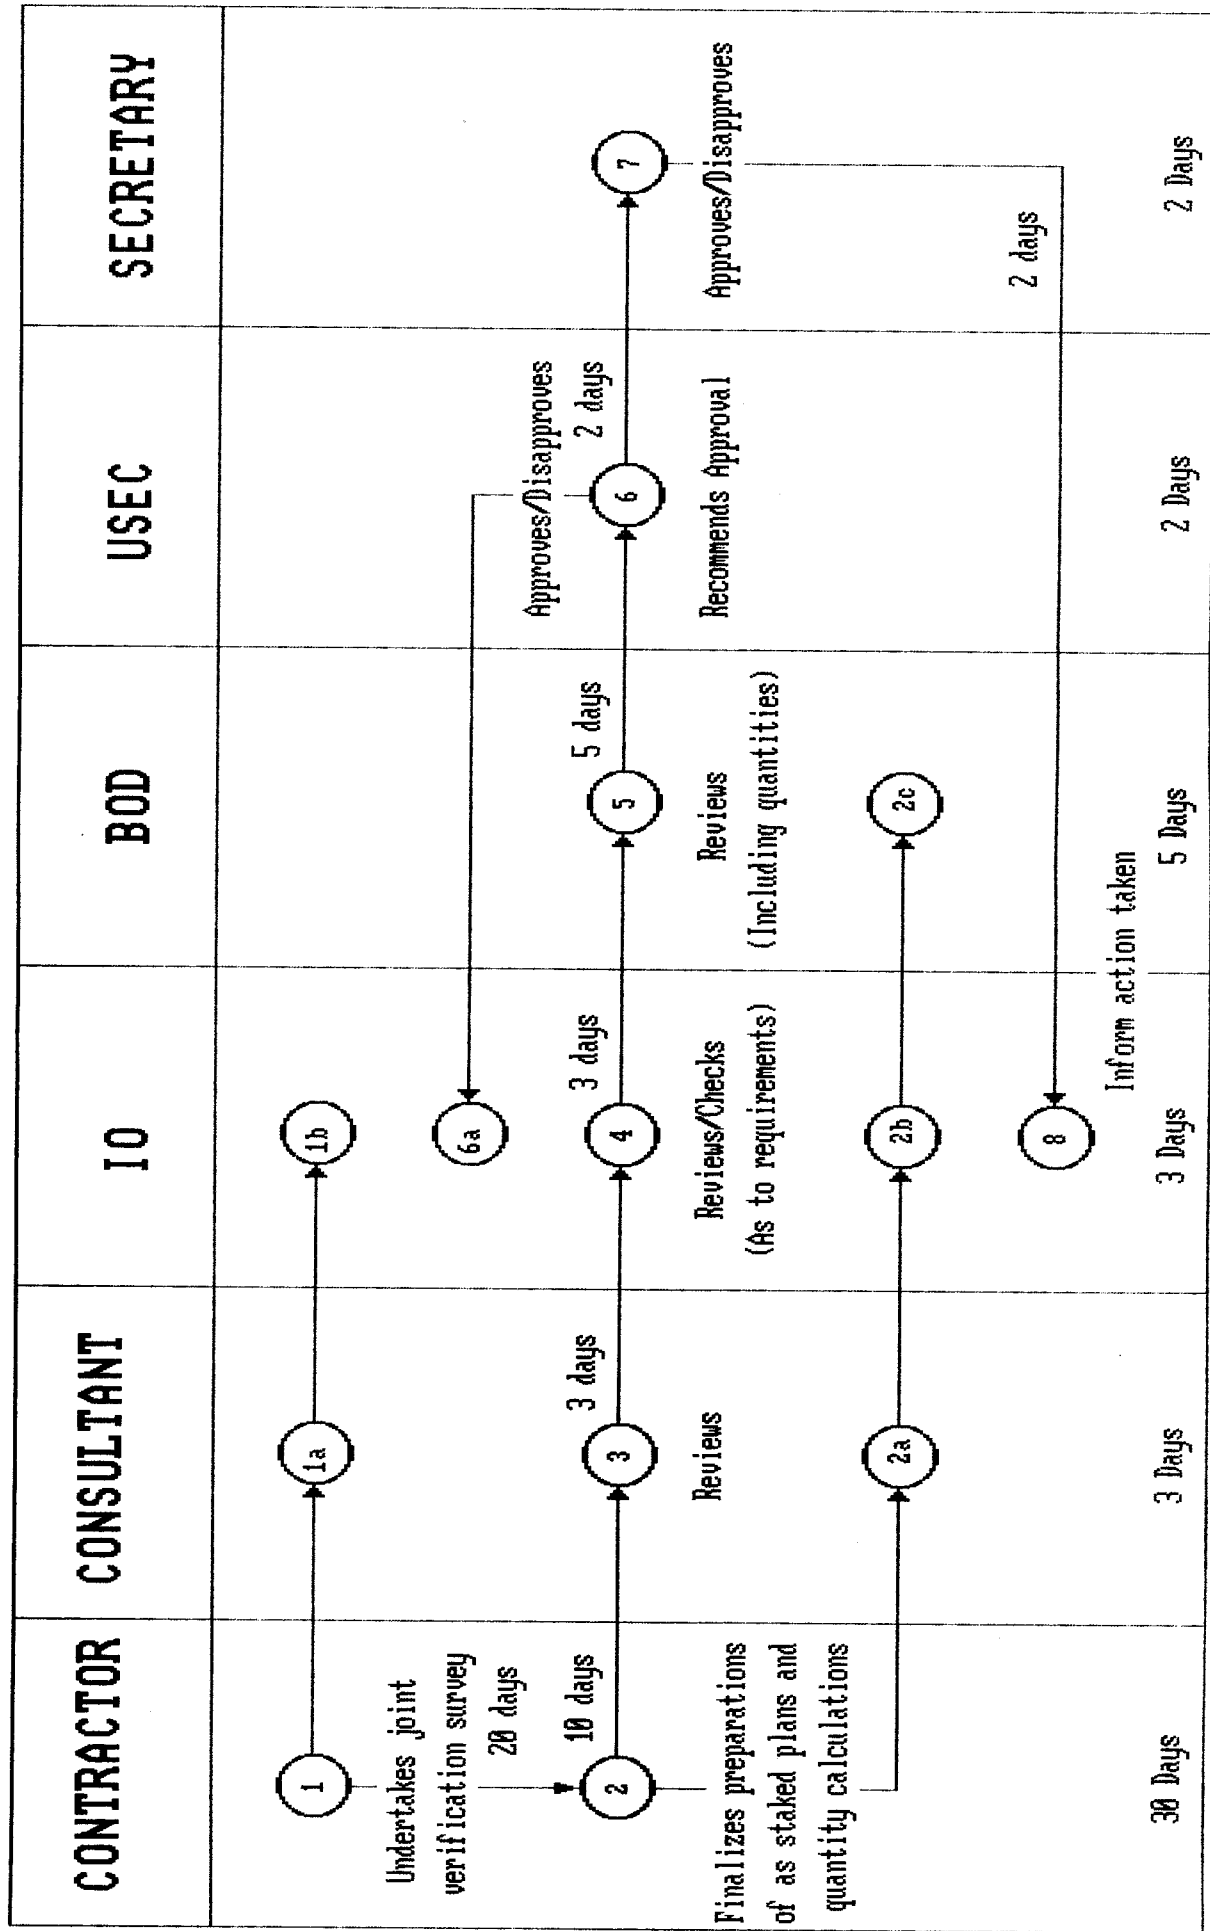 CONTRACTOR
CONSULTANT
IO
BOD
USEC
SECRETARY
1
1a
1b
Undertakes joint
verification survey
20 days
6a
Approves/Disapproves
10 days
3 days
3 days
5 days
2 days
2
3
4
5
6
7
Finalizes preparations
of as staked plans and
quantity calculations
Reviews
Reviews/Checks
(As to requirements)
Reviews
(Including quantities)
Recommends Approval
Approves/Disapproves
2a
2b
2c
2 days
8
Inform action taken
30 Days
3 Days
3 Days
5 Days
2 Days
2 Days